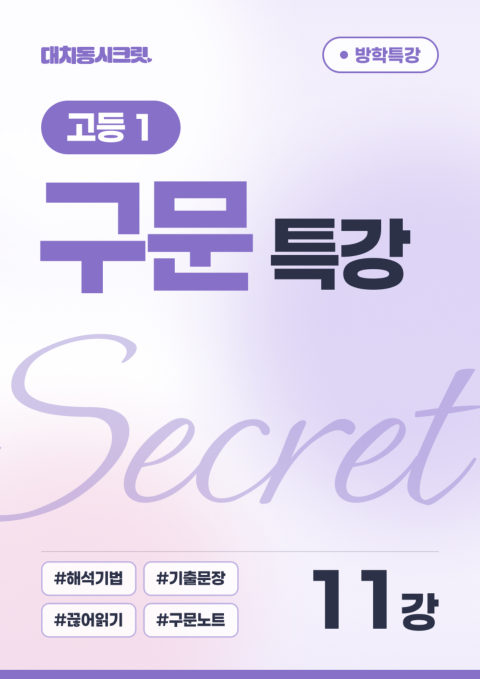 대치동시크릿.
방학특강
고등 1
구문 특강
Secret
#해석기법 #기출문장
#끊어읽기 #구문노트
11강